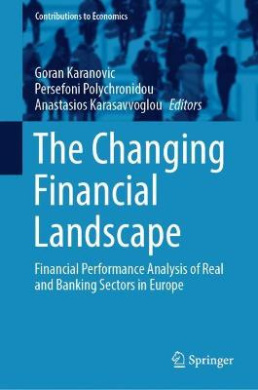 Contributions to Economics
Goran Karanovic
Persefoni Polychronidou
Anastasios Karasavvoglou Editors
The Changing
Financial
Landscape
Financial Performance Analysis of Real
and Banking Sectors in Europe
Springer